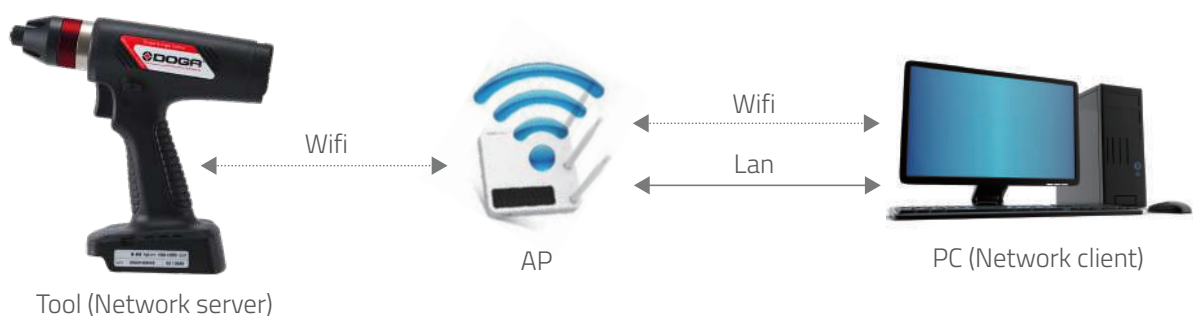 DOGA
Wifi
Wifi
Lan
AP
PC (Network client)
Tool (Network server)